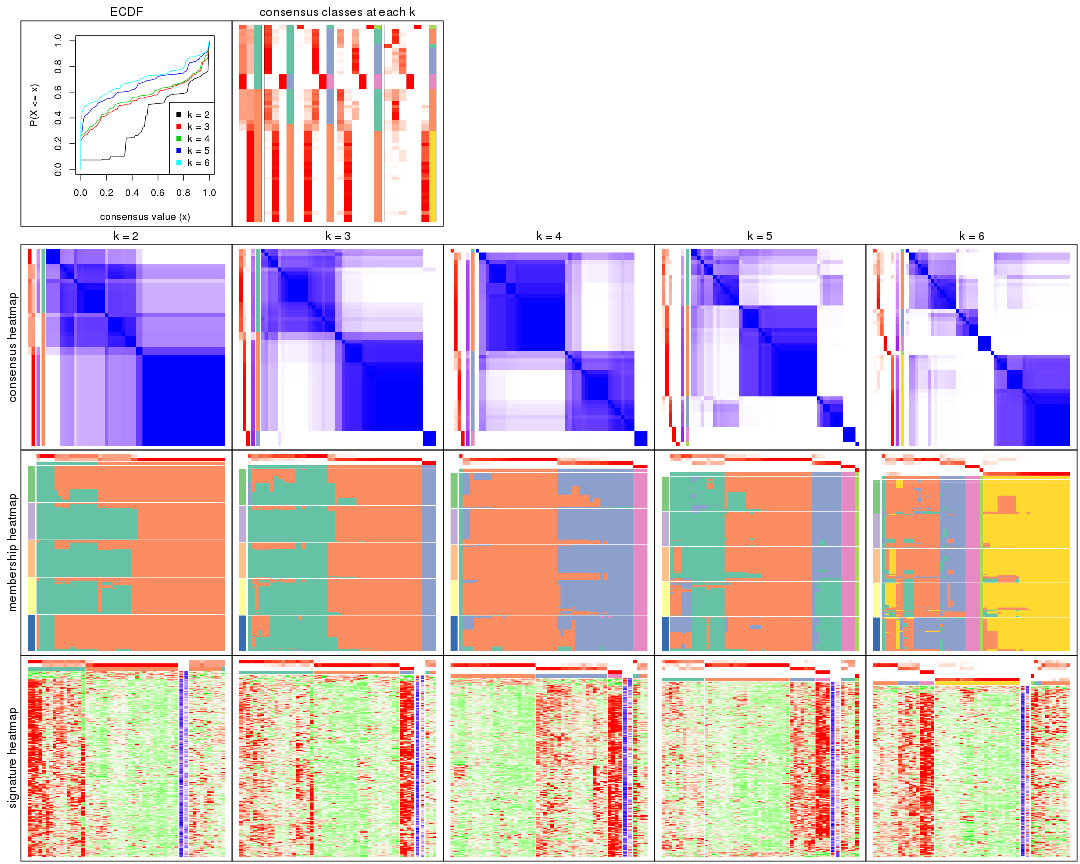 ECDF
consensus classes at each k
P(X <= x)
0.0 0.2 0.4 0.6 0.8 1.0
k = 2
k = 3
k = 4
k = 5
k = 6
0.0 0.2 0.4 0.6 0.8 1.0
consensus value (x)
k = 2 k = 3 k = 4 k = 5 k = 6
consensus heatmap
membership heatmap
signature heatmap